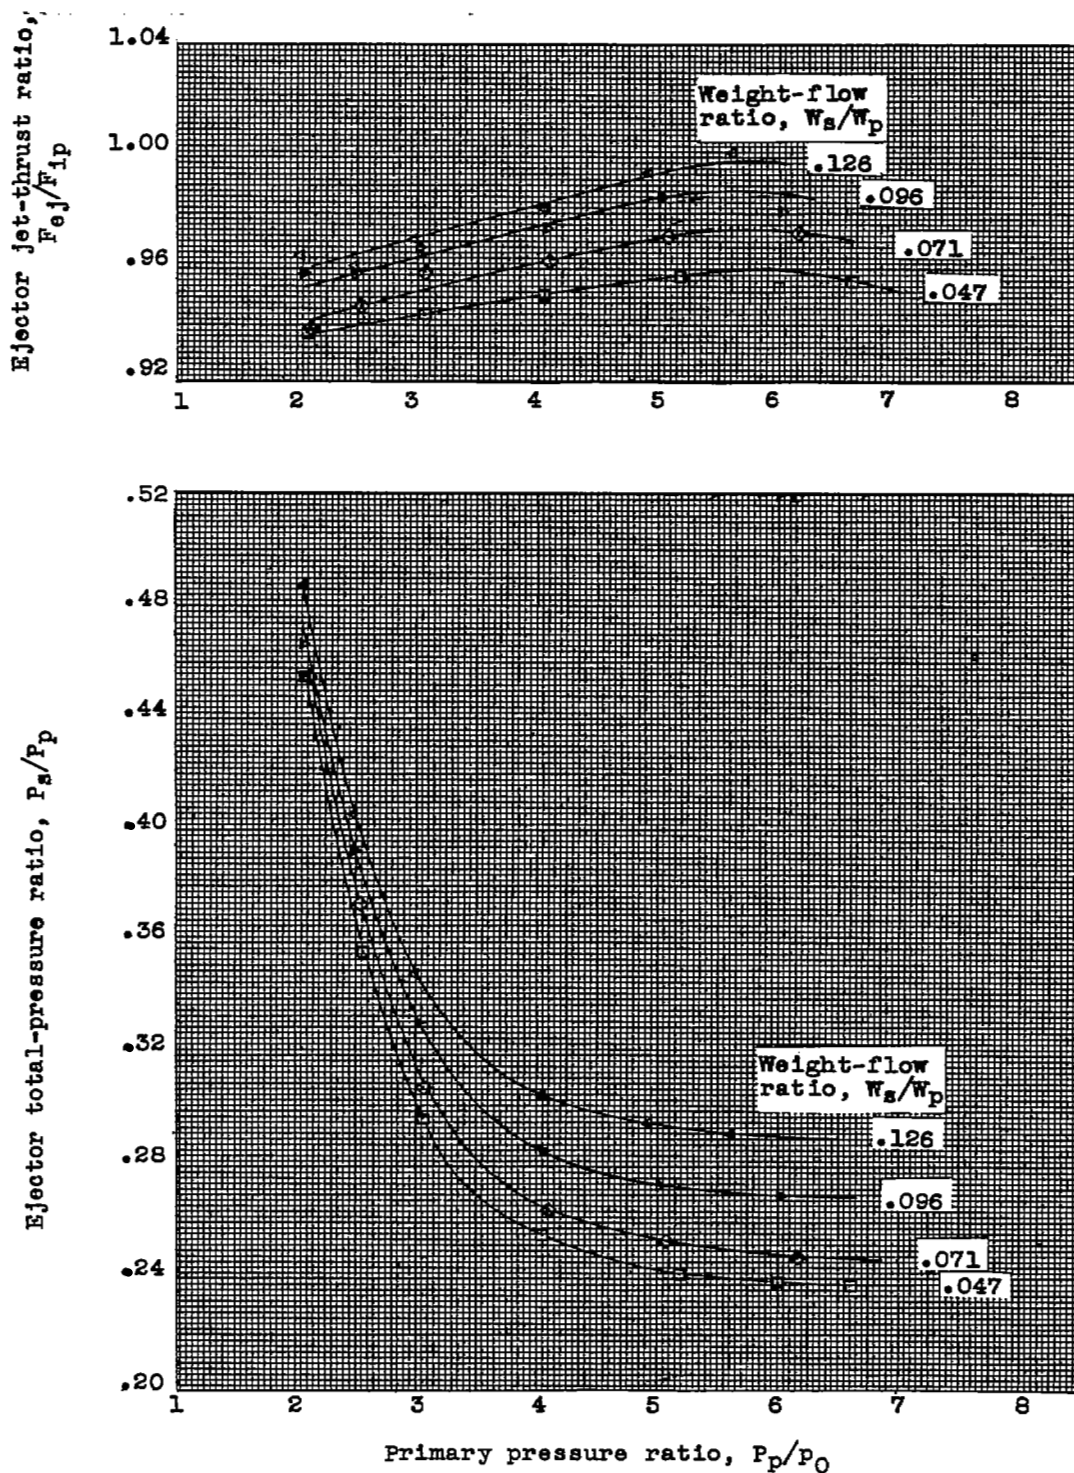 Ejector jet-thrust ratio,
Fej/Fip
1.04
1.00
.96
.92
Weight-flow
ratio, Ws/Wp
.126
.096
.071
.047
1 2 3 4 5 6 7 8
Ejector total-pressure ratio, Ps/Pp
.52
.48
.44
.40
.36
.32
.28
.24
.20
Weight-flow
ratio, Ws/Wp
.126
.096
.071
.047
1 2 3 4 5 6 7 8
Primary pressure ratio, Pp/p0